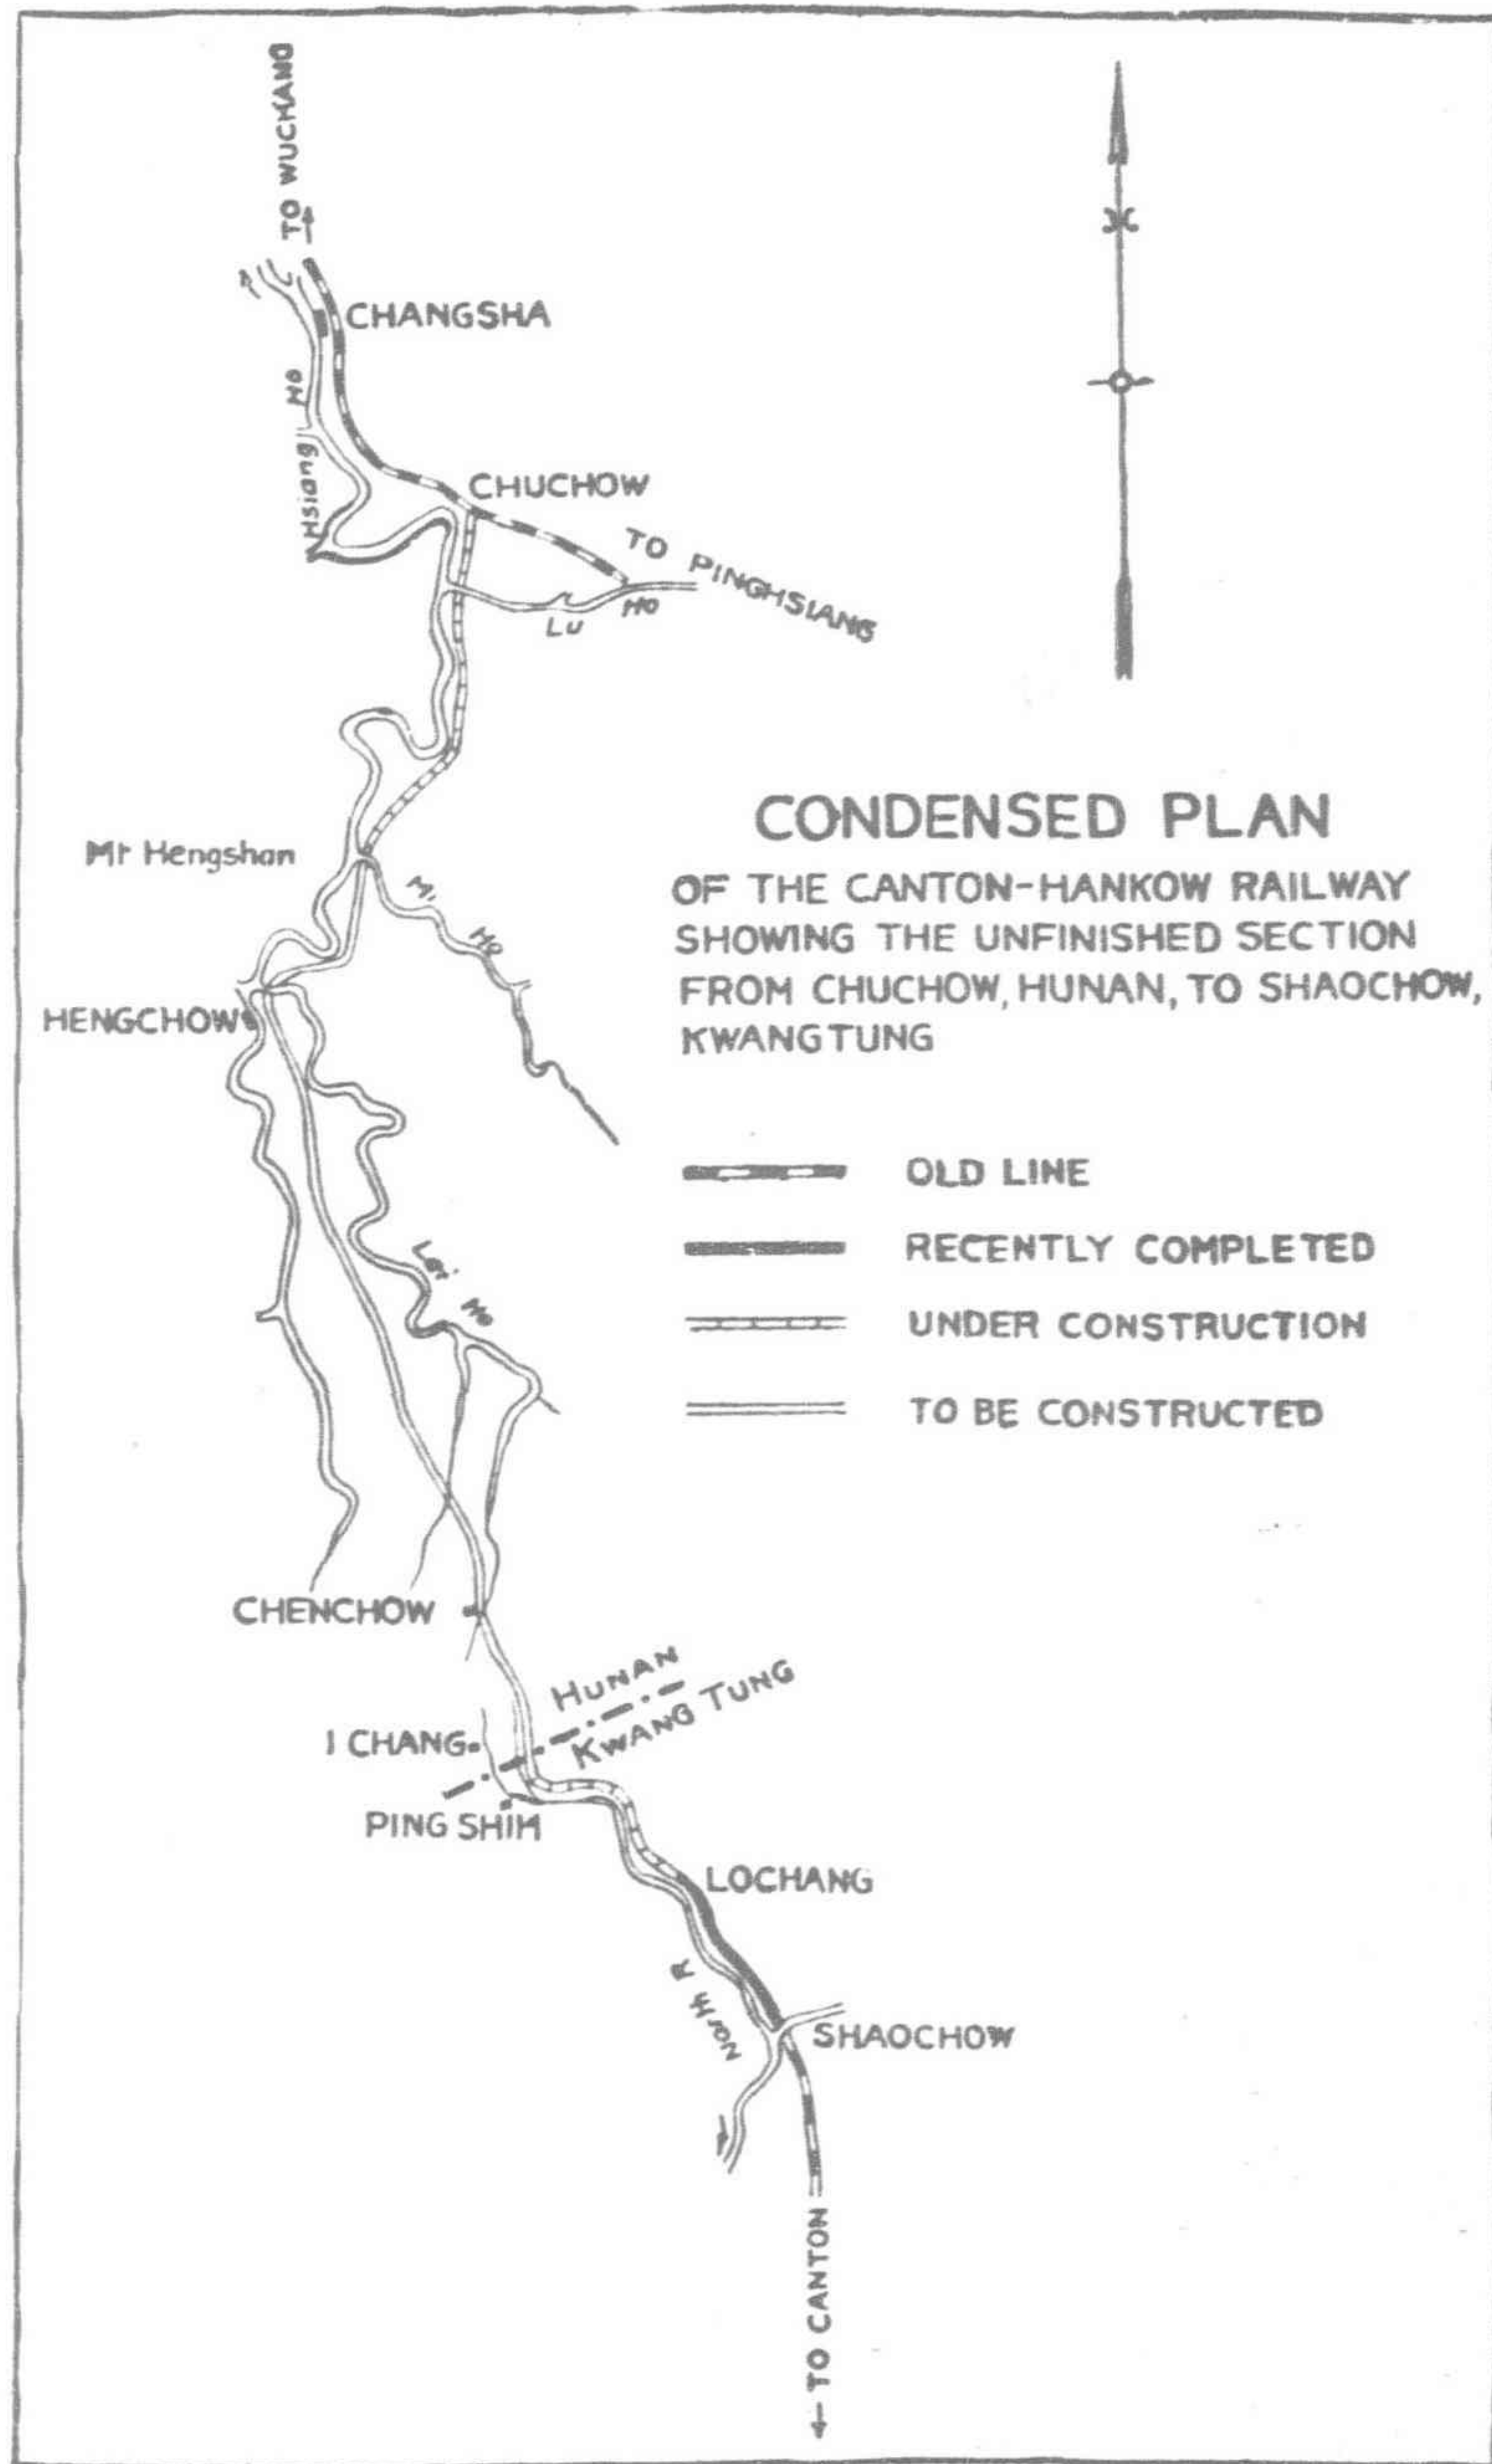 TO WUCHANG
CHANGSHA
Hsiang Ho
CHUCHOW
TO PINGHSIANG
Lu Ho
CONDENSED PLAN
OF THE CANTON-HANKOW RAILWAY
SHOWING THE UNFINISHED SECTION
FROM CHUCHOW, HUNAN, TO SHAOCHOW,
KWANGTUNG
Mt Hengshan
Mi Ho
HENGCHOW
OLD LINE
RECENTLY COMPLETED
UNDER CONSTRUCTION
TO BE CONSTRUCTED
Lei Ho
CHENCHOW
HUNAN
KWANG TUNG
I CHANG
PING SHIH
LOCHANG
North R
SHAOCHOW
TO CANTON